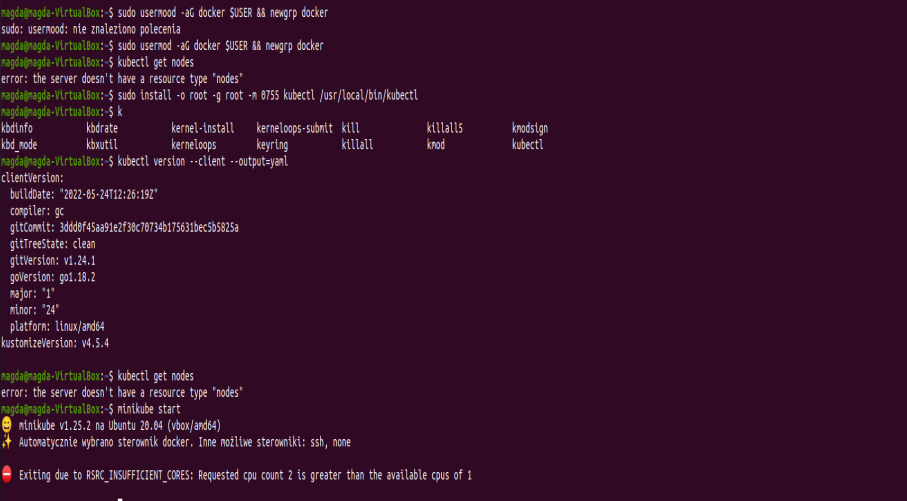 magda@magda-VirtualBox:~$ sudo usermood -aG docker $USER && newgrp docker
sudo: usermood: nie znaleziono polecenia
magda@magda-VirtualBox:~$ sudo usermod -aG docker $USER && newgrp docker
magda@magda-VirtualBox:~$ kubectl get nodes
error: the server doesn't have a resource type "nodes"
magda@magda-VirtualBox:~$ sudo install -o root -g root -m 0755 kubectl /usr/local/bin/kubectl
magda@magda-VirtualBox:~$ k
kbdinfo kbdrate kernel-install kerneloops-submit kill killall5 kmodsign
kbd_mode kbxutil kerneloops keyring killall kmod kubectl
magda@magda-VirtualBox:~$ kubectl version --client --output=yaml
clientVersion:
  buildDate: "2022-05-24T12:26:19Z"
  compiler: gc
  gitCommit: 3ddd0f45aa91e2f30c70734b175631bec5b5825a
  gitTreeState: clean
  gitVersion: v1.24.1
  goVersion: go1.18.2
  major: "1"
  minor: "24"
  platform: linux/amd64
kustomizeVersion: v4.5.4
magda@magda-VirtualBox:~$ kubectl get nodes
error: the server doesn't have a resource type "nodes"
magda@magda-VirtualBox:~$ minikube start
minikube v1.25.2 na Ubuntu 20.04 (vbox/amd64)
Automatycznie wybrano sterownik docker. Inne możliwe sterowniki: ssh, none
Exiting due to RSRC_INSUFFICIENT_CORES: Requested cpu count 2 is greater than the available cpus of 1